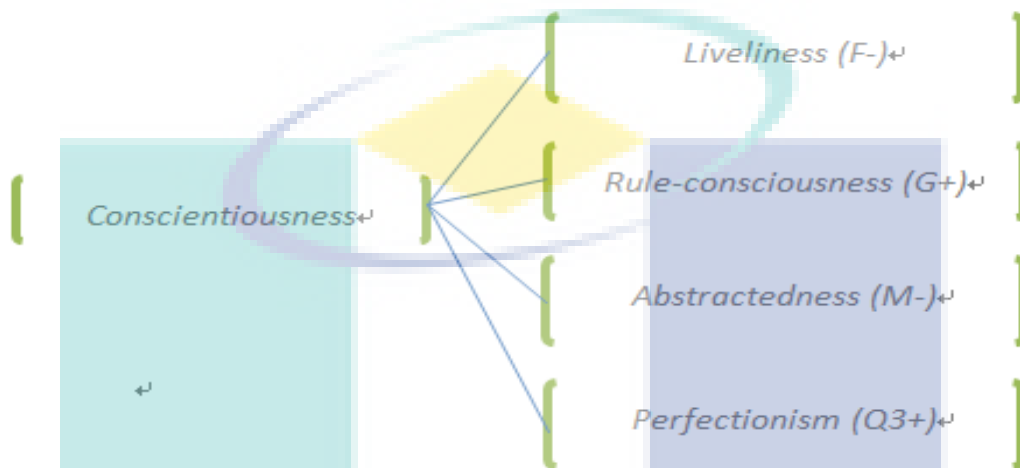 Liveliness (F-)
Rule-consciousness (G+)
Conscientiousness
Abstractedness (M-)
Perfectionism (Q3+)